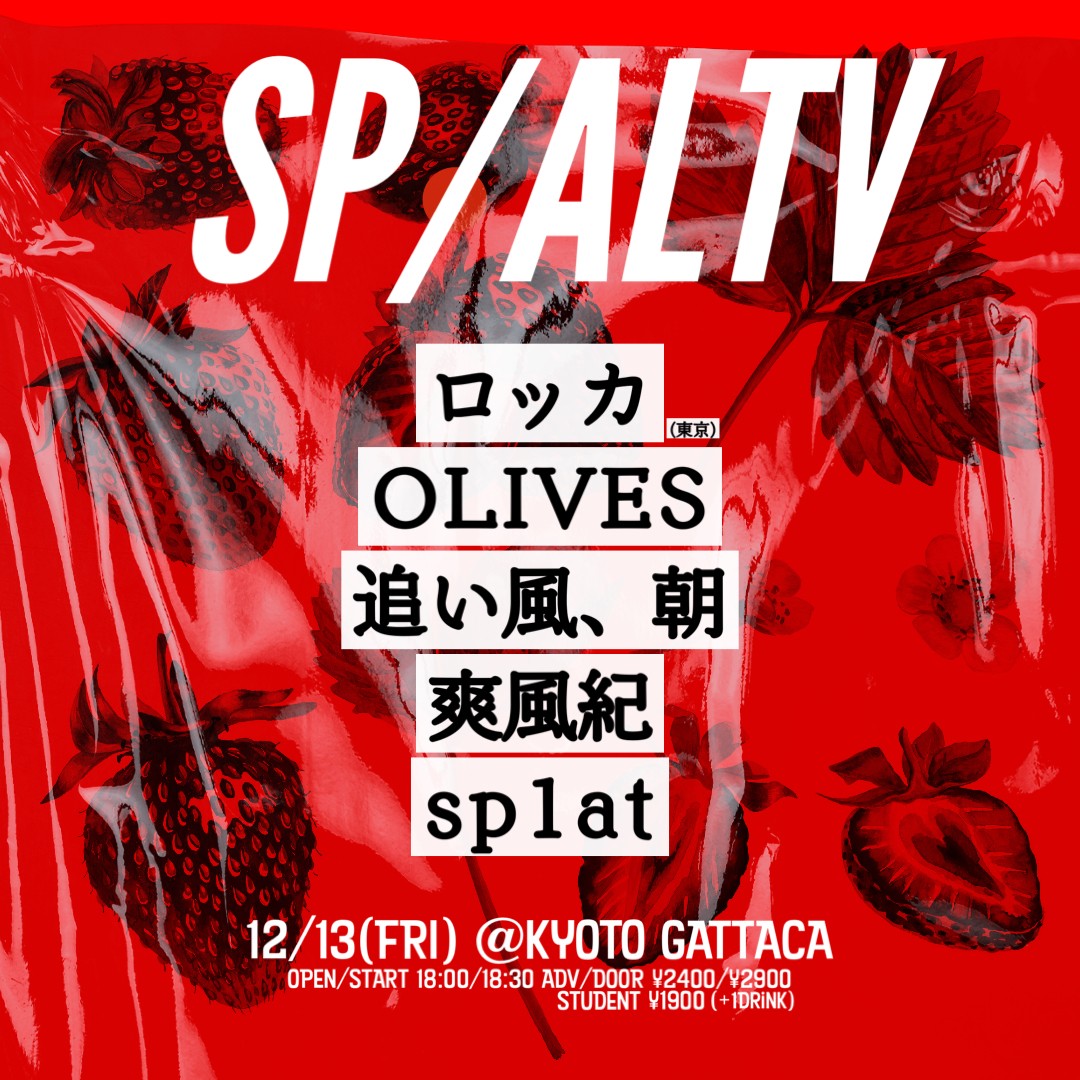 SP/ALTV
ロッカ
(東京)
OLIVES
追い風、朝
爽風紀
splat
12/13(FRI) @KYOTO GATTACA
OPEN/START 18:00/18:30 ADV/DOOR ¥2400/¥2900
STUDENT ¥1900 (+1DRiNK)